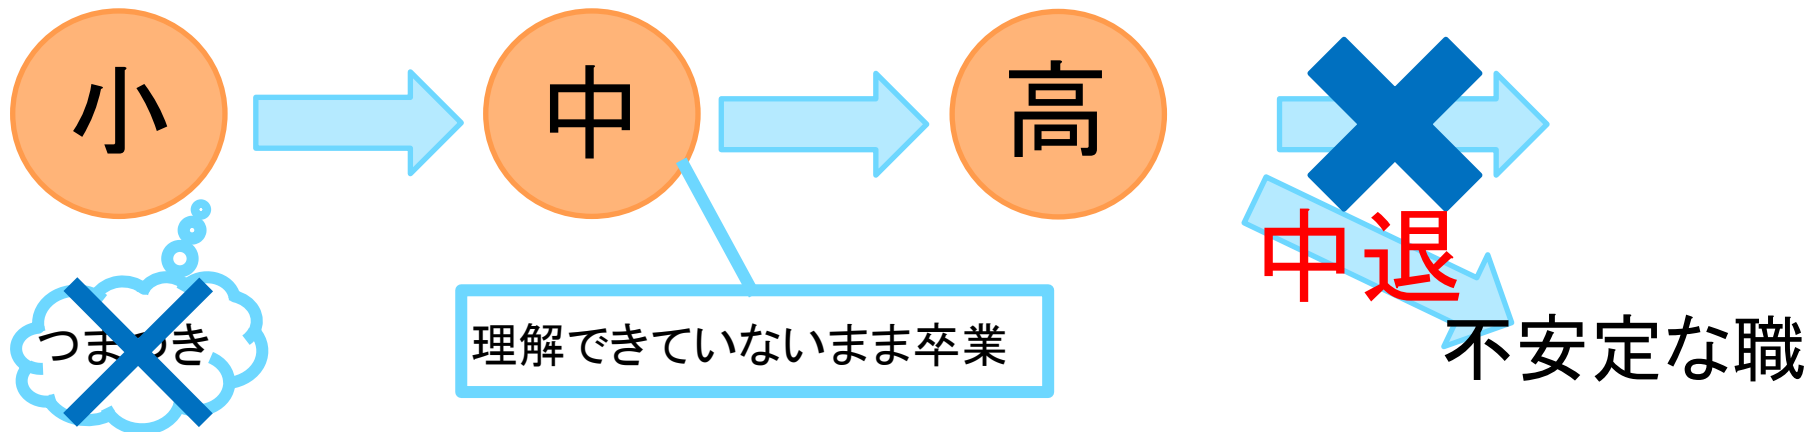 小
中
高
中退
つまづき
理解できていないまま卒業
不安定な職